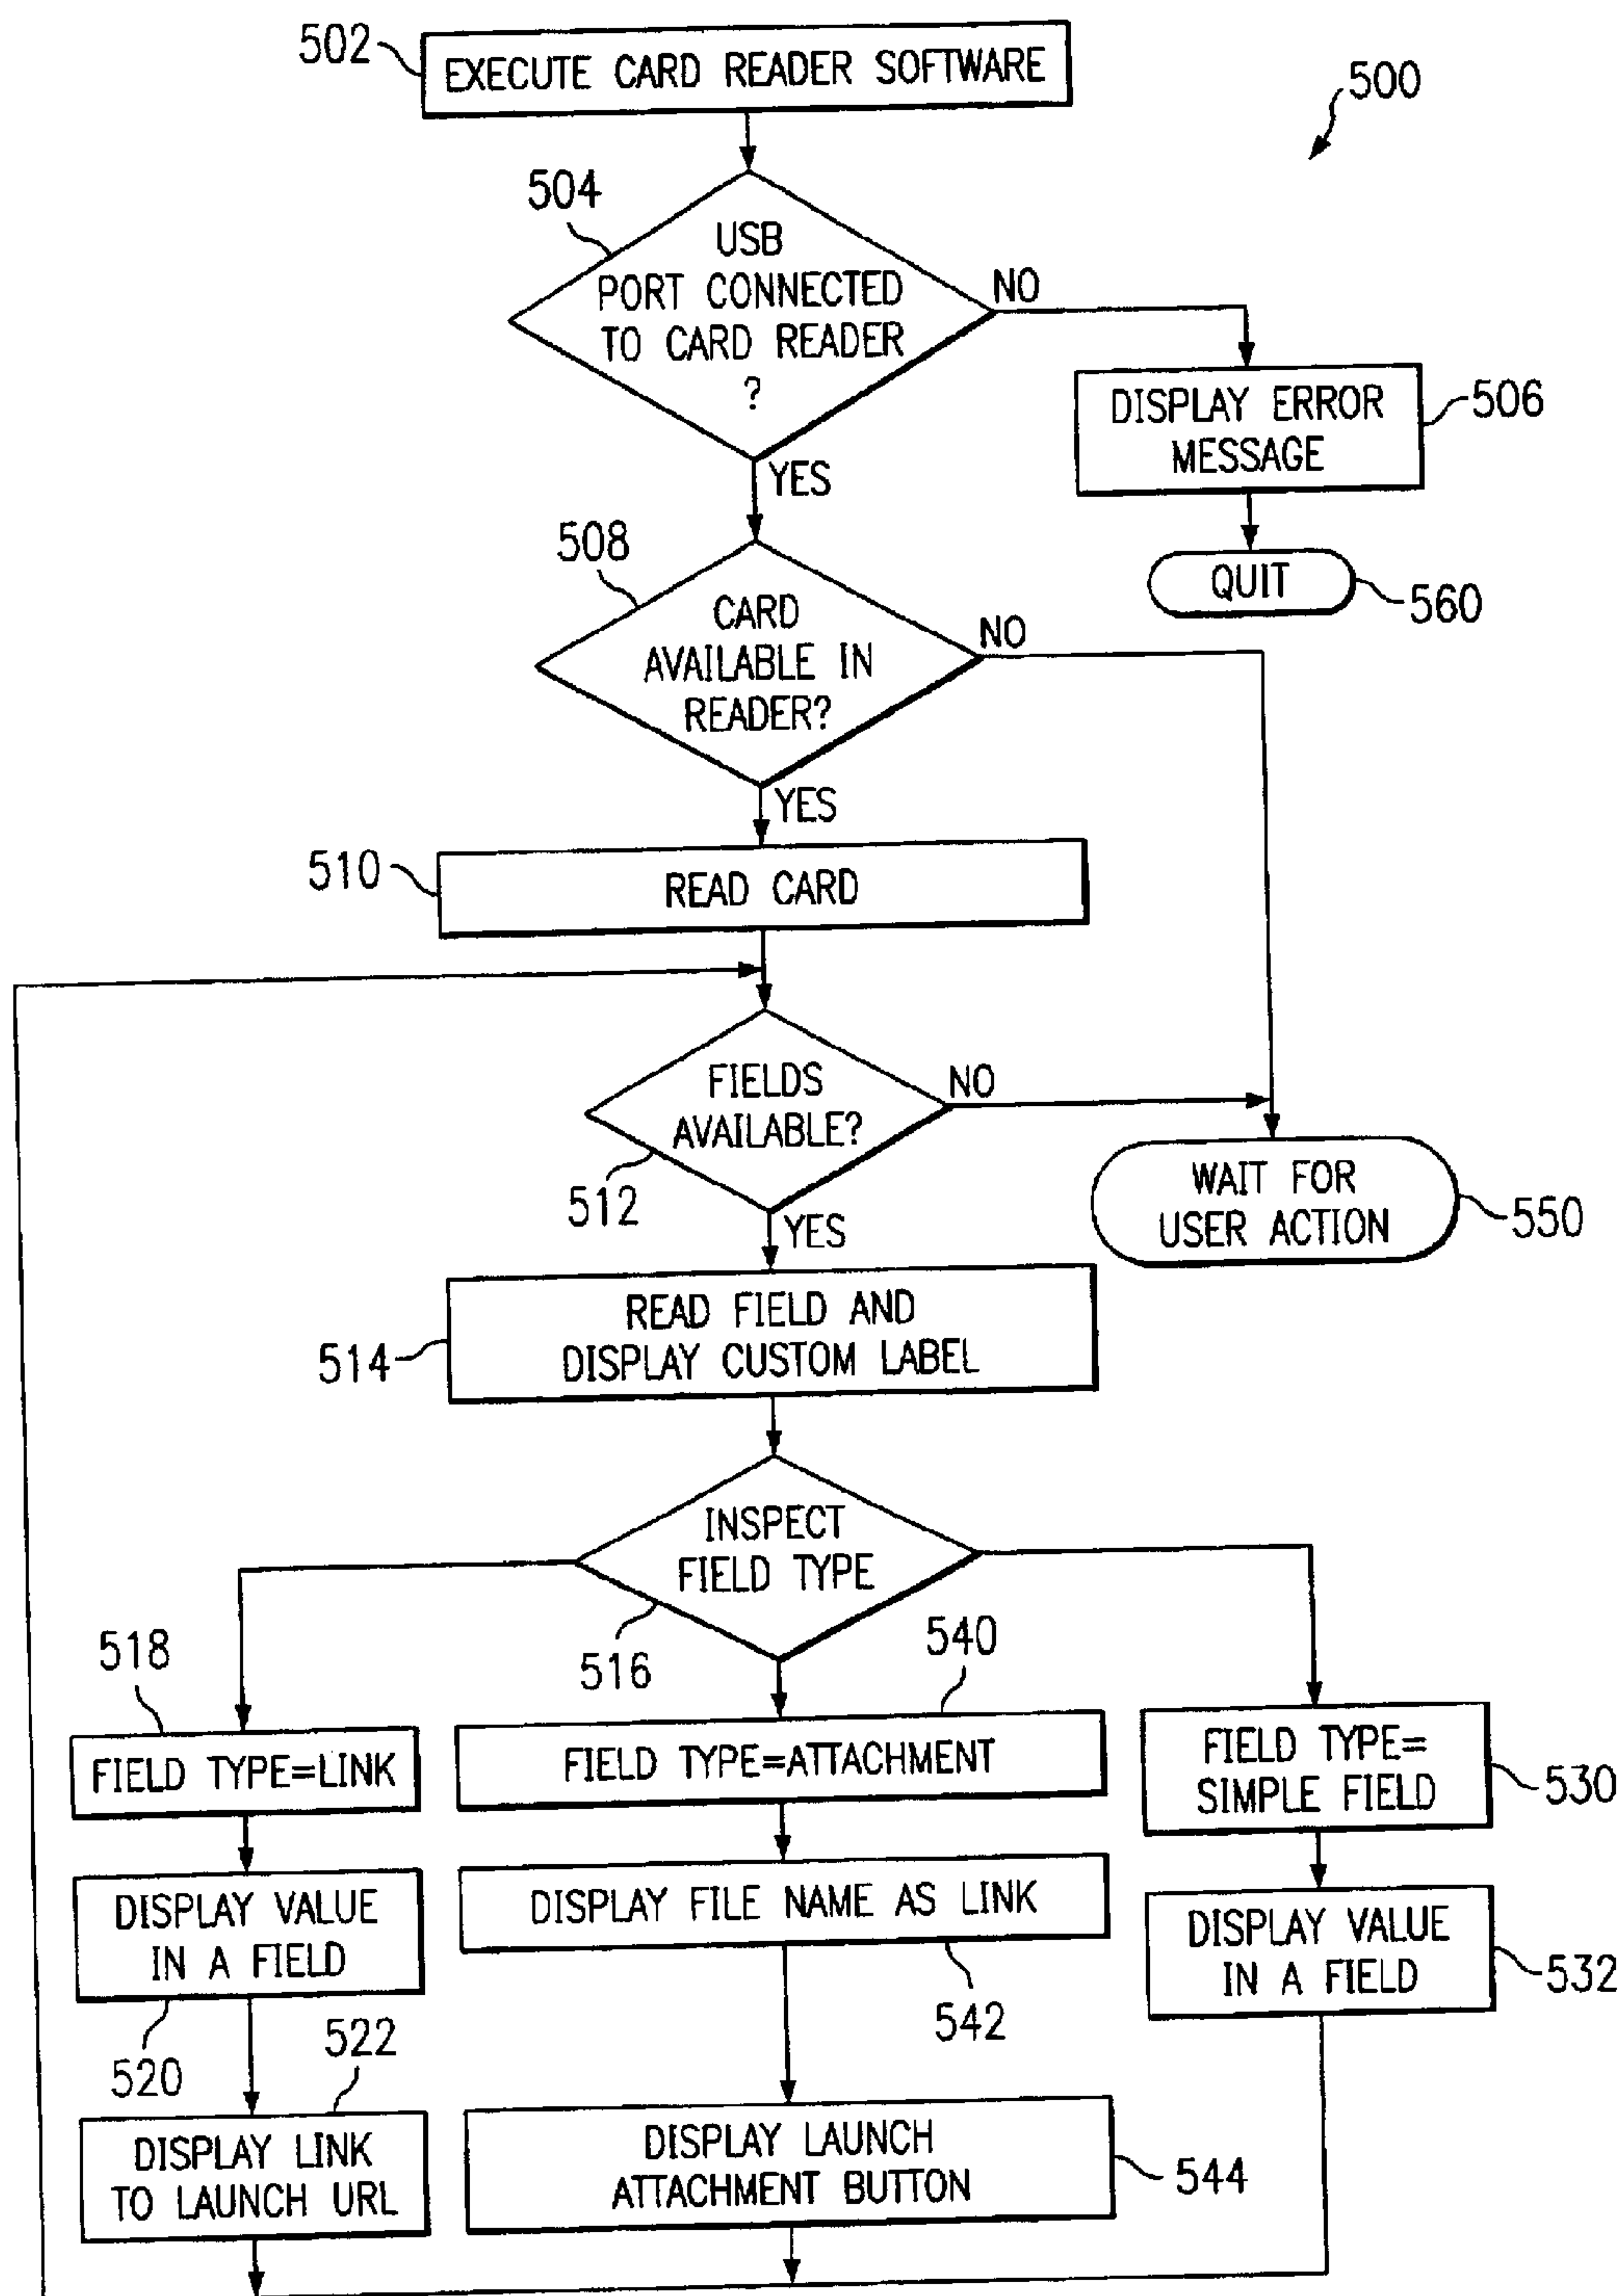 502
EXECUTE CARD READER SOFTWARE
500
504
USB
PORT CONNECTED
TO CARD READER
?
NO
YES
DISPLAY ERROR
MESSAGE
506
QUIT
560
508
CARD
AVAILABLE IN
READER?
NO
YES
510
READ CARD
FIELDS
AVAILABLE?
NO
512
YES
WAIT FOR
USER ACTION
550
READ FIELD AND
DISPLAY CUSTOM LABEL
514
INSPECT
FIELD TYPE
516
518
540
FIELD TYPE=LINK
FIELD TYPE=ATTACHMENT
FIELD TYPE=
SIMPLE FIELD
530
DISPLAY VALUE
IN A FIELD
520
DISPLAY FILE NAME AS LINK
542
DISPLAY VALUE
IN A FIELD
532
522
DISPLAY LINK
TO LAUNCH URL
DISPLAY LAUNCH
ATTACHMENT BUTTON
544